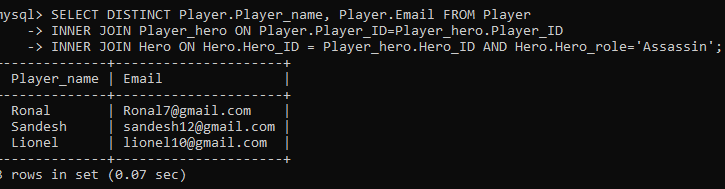 mysql> SELECT DISTINCT Player.Player_name, Player.Email FROM Player
    -> INNER JOIN Player_hero ON Player.Player_ID=Player_hero.Player_ID
    -> INNER JOIN Hero ON Hero.Hero_ID = Player_hero.Hero_ID AND Hero.Hero_role='Assassin';
--------------+---------------------+
 Player_name | Email               |
--------------+---------------------+
 Ronal       | Ronal7@gmail.com    |
 Sandesh     | sandesh12@gmail.com |
 Lionel      | lionel10@gmail.com  |
--------------+---------------------+
3 rows in set (0.07 sec)